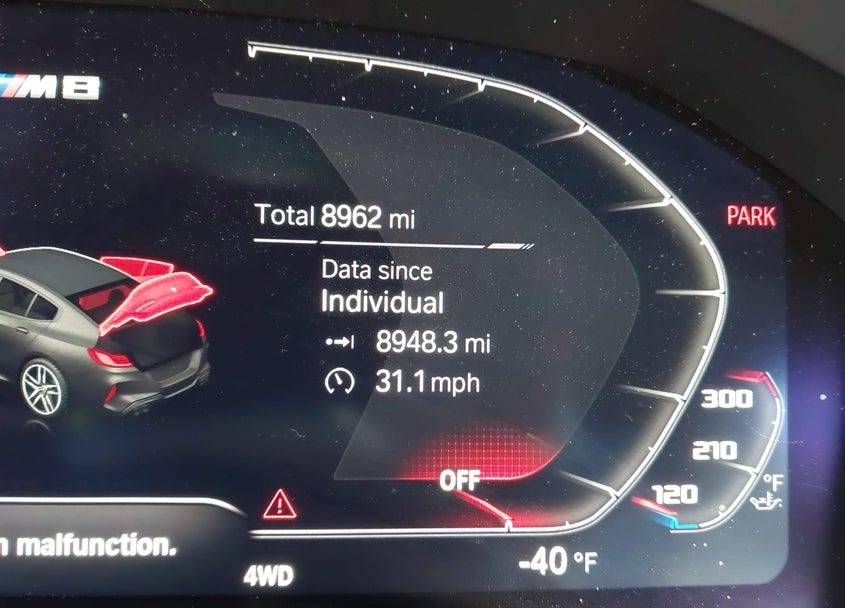 M8
Total 8962 mi
PARK
Data since
Individual
8948.3 mi
31.1 mph
300
210
OFF
°F
120
malfunction.
4WD
-40 °F